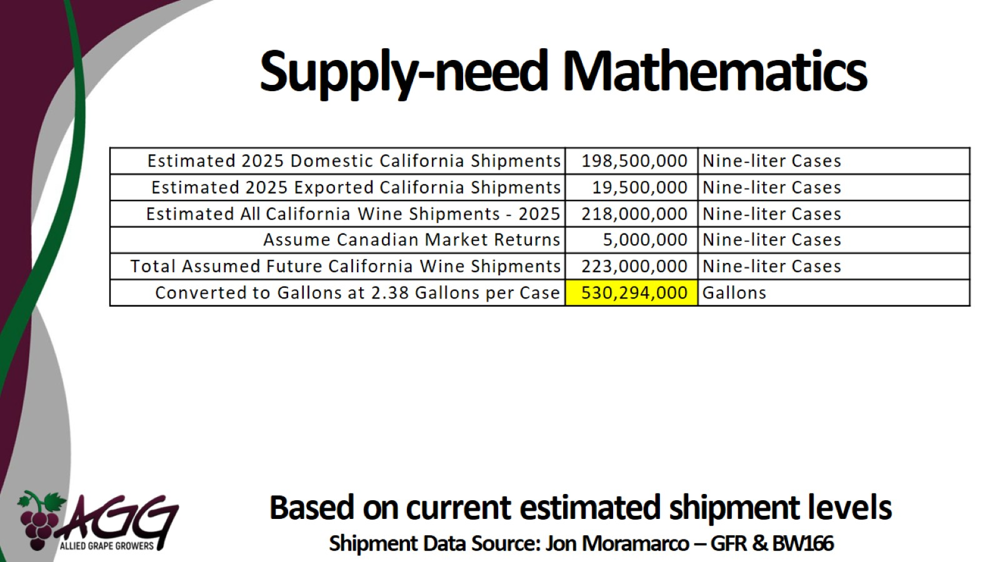 Supply-need Mathematics
Estimated 2025 Domestic California Shipments 198,500,000 Nine-liter Cases
Estimated 2025 Exported California Shipments 19,500,000 Nine-liter Cases
Estimated All California Wine Shipments - 2025 218,000,000 Nine-liter Cases
Assume Canadian Market Returns 5,000,000 Nine-liter Cases
Total Assumed Future California Wine Shipments 223,000,000 Nine-liter Cases
Converted to Gallons at 2.38 Gallons per Case 530,294,000 Gallons
Based on current estimated shipment levels
Shipment Data Source: Jon Moramarco – GFR & BW166
AGG
ALLIED GRAPE GROWERS